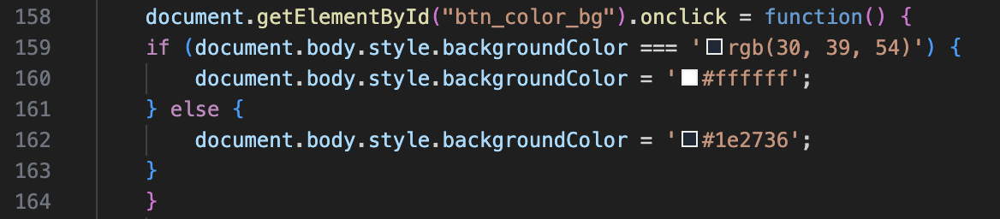 158 document.getElementById("btn_color_bg").onclick = function() {
159 if (document.body.style.backgroundColor === 'rgb(30, 39, 54)') {
160 document.body.style.backgroundColor = '#ffffff';
161 } else {
162 document.body.style.backgroundColor = '#1e2736';
163 }
164 }